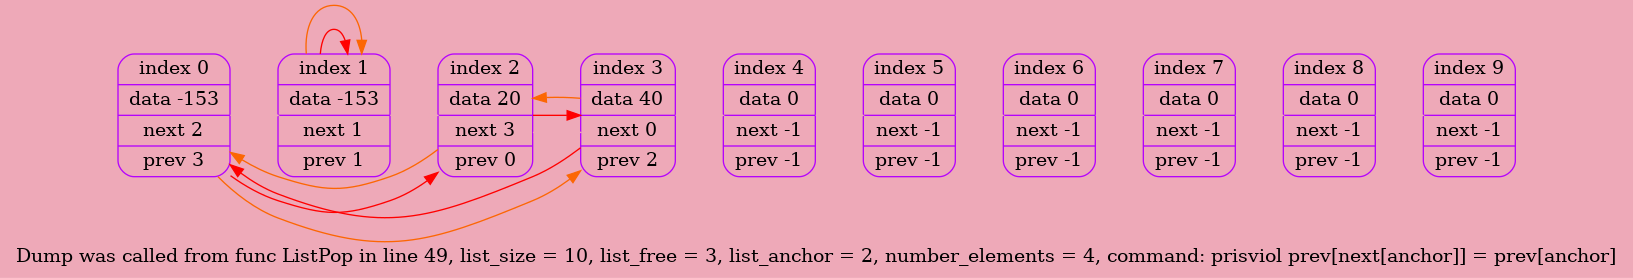 index 0
data -153
next 2
prev 3
index 1
data -153
next 1
prev 1
index 2
data 20
next 3
prev 0
index 3
data 40
next 0
prev 2
index 4
data 0
next -1
prev -1
index 5
data 0
next -1
prev -1
index 6
data 0
next -1
prev -1
index 7
data 0
next -1
prev -1
index 8
data 0
next -1
prev -1
index 9
data 0
next -1
prev -1
Dump was called from func ListPop in line 49, list_size = 10, list_free = 3, list_anchor = 2, number_elements = 4, command: prisviol prev[next[anchor]] = prev[anchor]